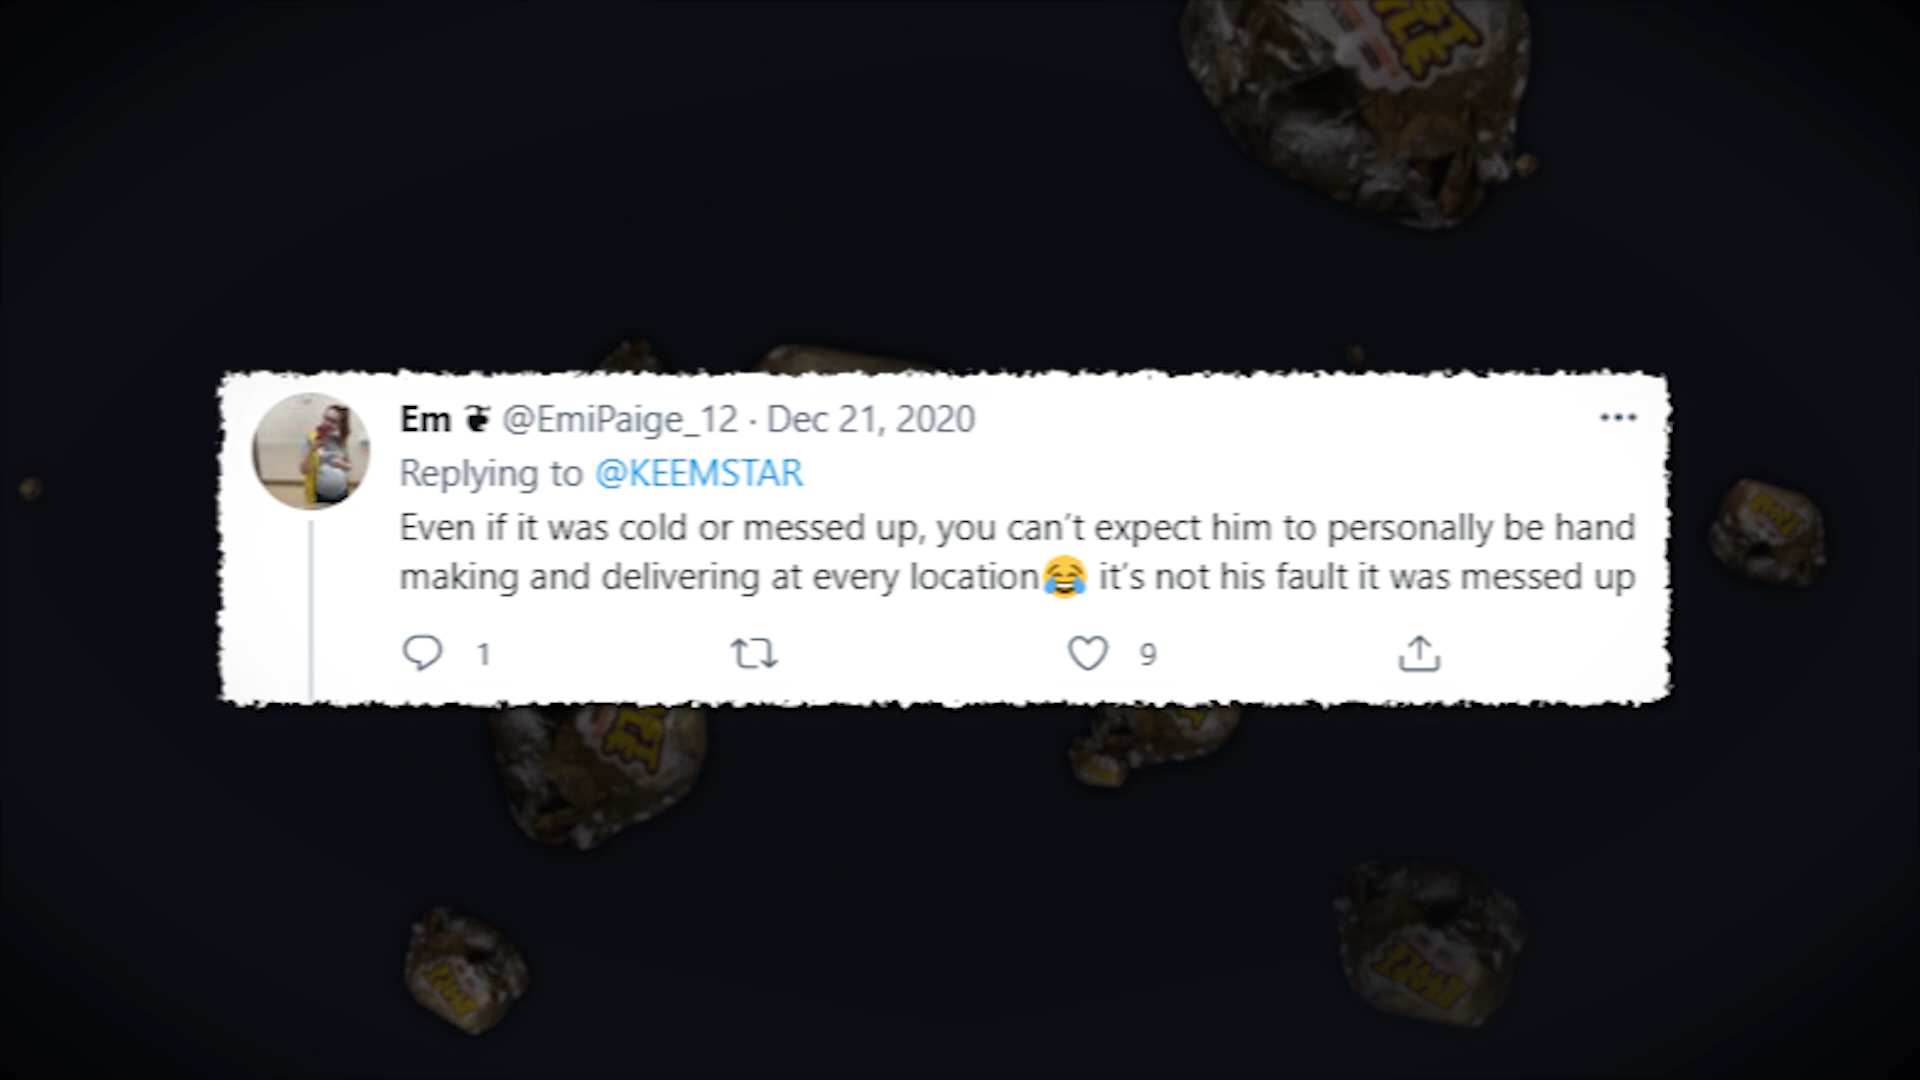 Em @EmiPaige_12 · Dec 21, 2020
Replying to @KEEMSTAR
Even if it was cold or messed up, you can't expect him to personally be hand
making and delivering at every location😂 it's not his fault it was messed up
1
9